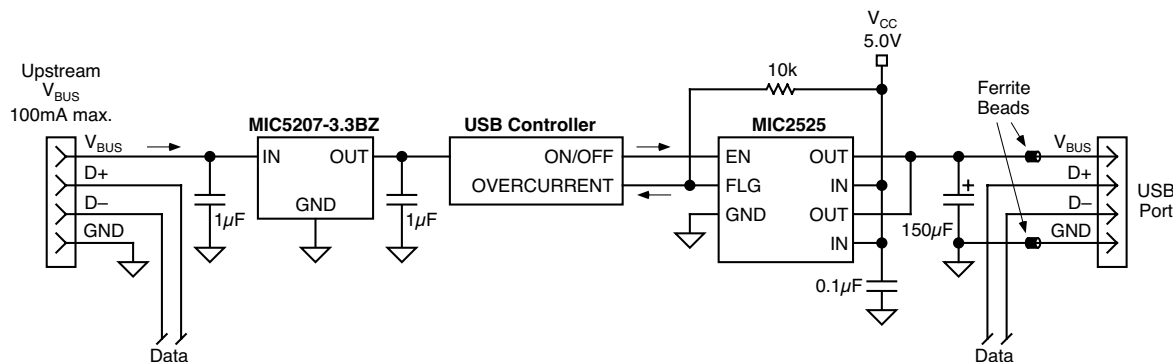 Upstream
VBUS
100mA max.
VBUS
D+
D–
GND
Data
1µF
MIC5207-3.3BZ
IN
OUT
GND
1µF
USB Controller
ON/OFF
OVERCURRENT
10k
VCC
5.0V
MIC2525
EN
OUT
FLG
IN
GND
OUT
IN
0.1µF
+
150µF
Ferrite
Beads
VBUS
D+
D–
GND
USB
Port
Data